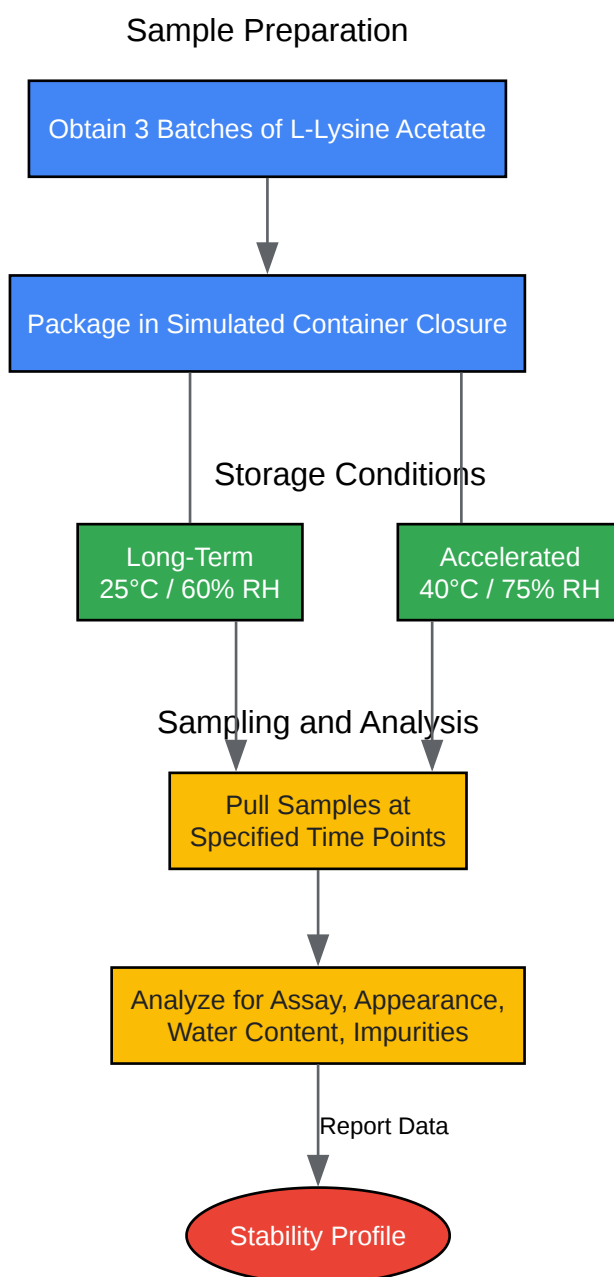 Sample Preparation
Obtain 3 Batches of L-Lysine Acetate
Package in Simulated Container Closure
Storage Conditions
Long-Term
25°C / 60% RH
Accelerated
40°C / 75% RH
Sampling and Analysis
Pull Samples at
Specified Time Points
Analyze for Assay, Appearance,
Water Content, Impurities
Report Data
Stability Profile